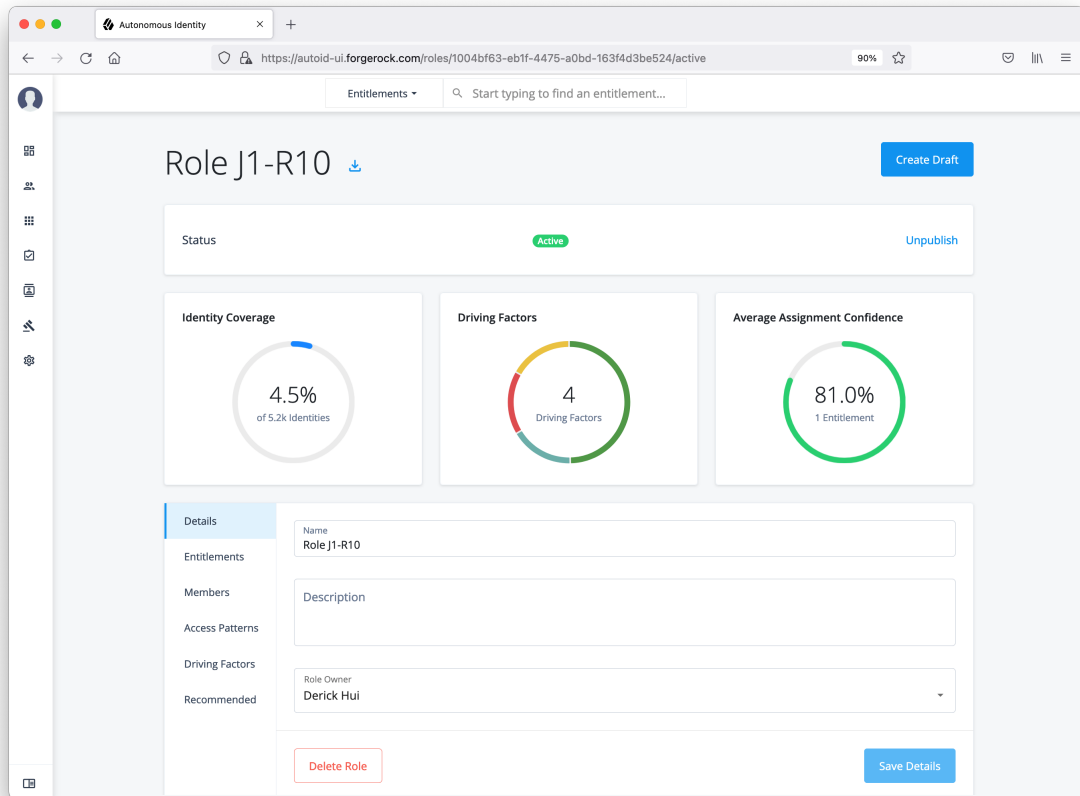 Autonomous Identity
https://autoid-ui.forgerock.com/roles/1004bf63-eb1f-4475-a0bd-163f4d3be524/active
90%
Entitlements
Start typing to find an entitlement...
Role J1-R10
Create Draft
Status
Active
Unpublish
Identity Coverage
4.5%
of 5.2k Identities
Driving Factors
4
Driving Factors
Average Assignment Confidence
81.0%
1 Entitlement
Details
Entitlements
Members
Access Patterns
Driving Factors
Recommended
Name
Role J1-R10
Description
Role Owner
Derick Hui
Delete Role
Save Details